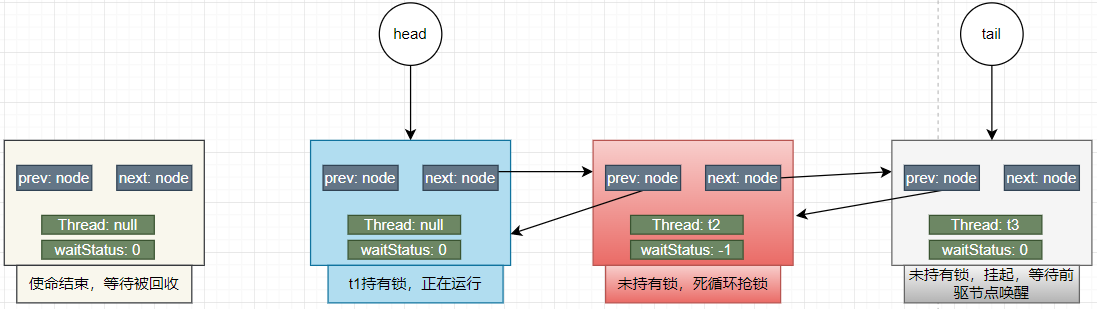 head
tail
prev: node
next: node
Thread: null
waitStatus: 0
使命结束，等待被回收
prev: node
next: node
Thread: null
waitStatus: 0
t1持有锁，正在运行
prev: node
next: node
Thread: t2
waitStatus: -1
未持有锁，死循环抢锁
prev: node
next: node
Thread: t3
waitStatus: 0
未持有锁，挂起，等待前
驱节点唤醒